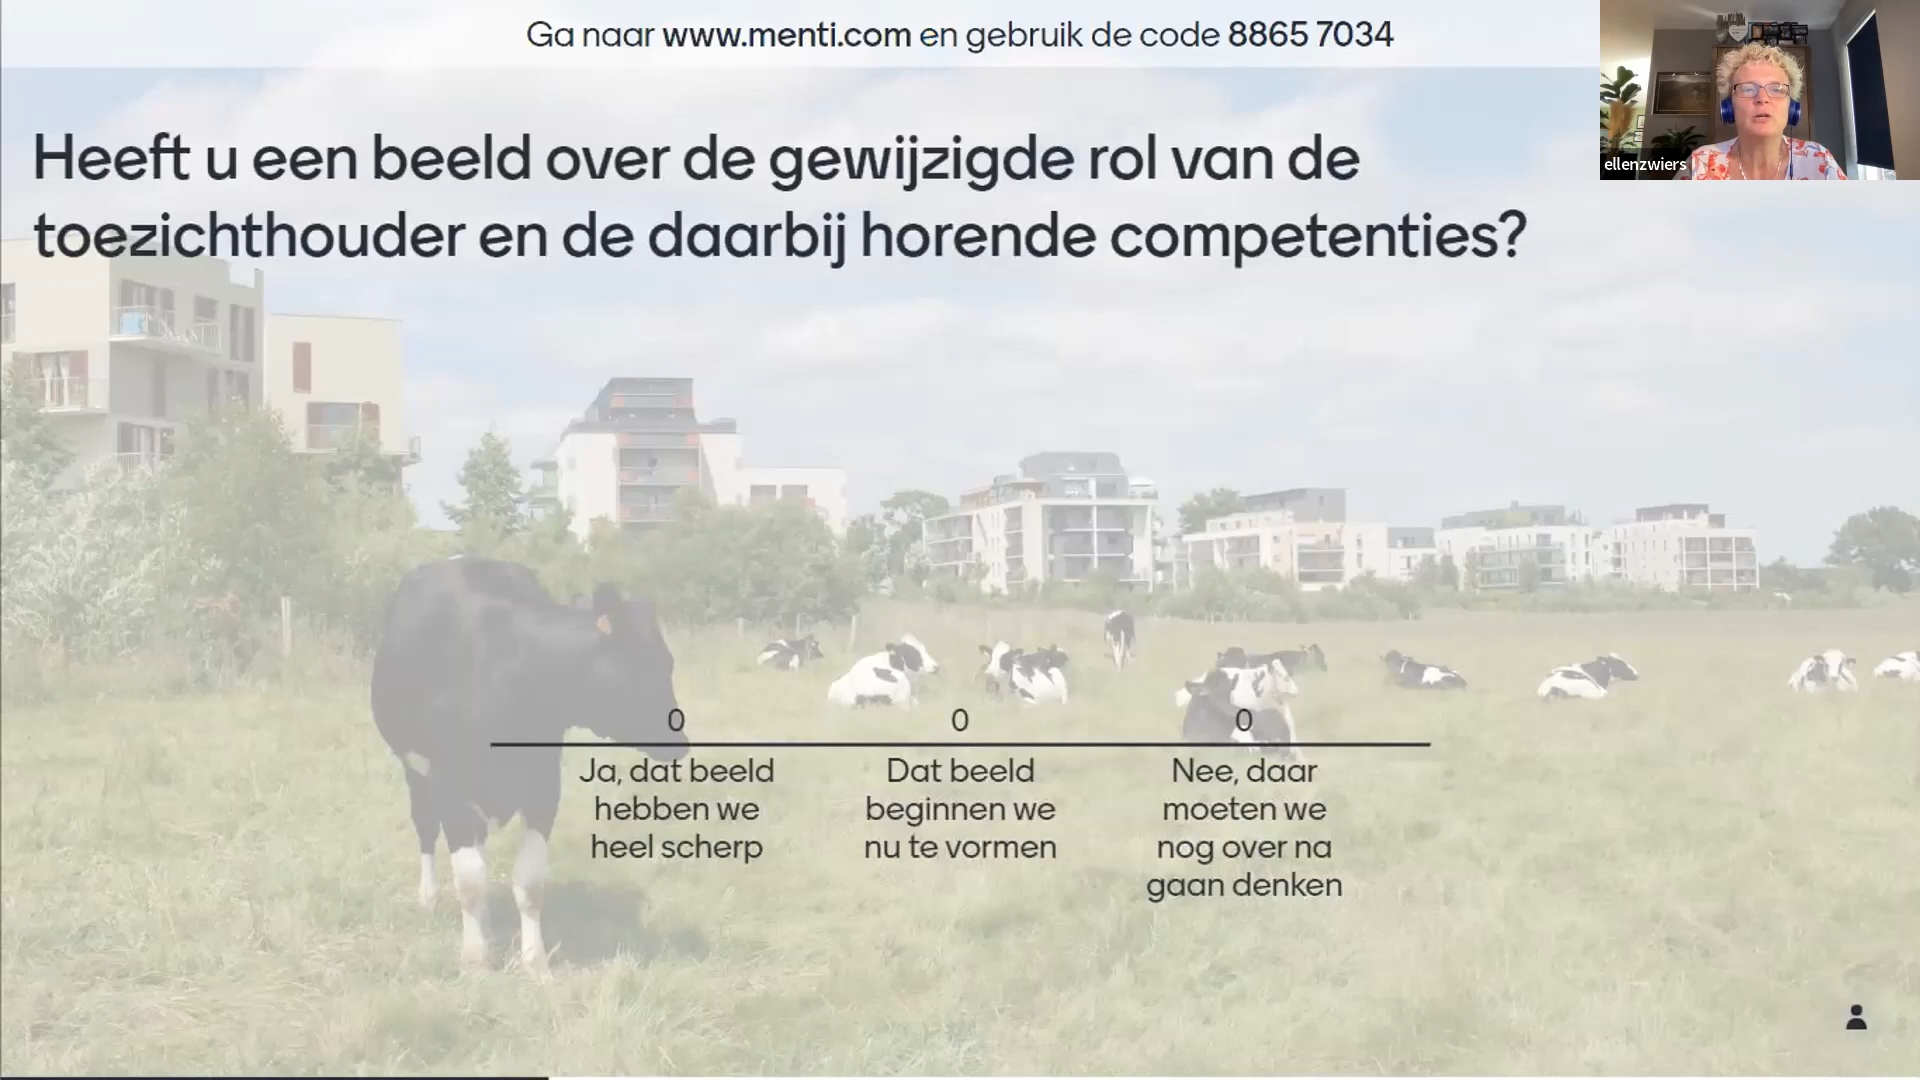 Ga naar www.menti.com en gebruik de code 8865 7034
ellenzwiers
Heeft u een beeld over de gewijzigde rol van de
toezichthouder en de daarbij horende competenties?
0
0
0
Ja, dat beeld
hebben we
heel scherp
Dat beeld
beginnen we
nu te vormen
Nee, daar
moeten we
nog over na
gaan denken